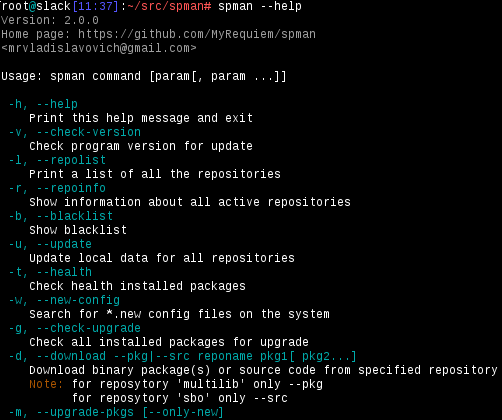 root@slack[11:37]:~/src/spman# spman --help
Version: 2.0.0
Home page: https://github.com/MyRequiem/spman
<mrvladislavovich@gmail.com>
Usage: spman command [param[, param ...]]
-h, --help
Print this help message and exit
-v, --check-version
Check program version for update
-l, --repolist
Print a list of all the repositories
-r, --repoinfo
Show information about all active repositories
-b, --blacklist
Show blacklist
-u, --update
Update local data for all repositories
-t, --health
Check health installed packages
-w, --new-config
Search for *.new config files on the system
-g, --check-upgrade
Check all installed packages for upgrade
-d, --download --pkg|--src reponame pkg1[ pkg2...]
Download binary package(s) or source code from specified repository
Note: for reposytory 'multilib' only --pkg
for reposytory 'sbo' only --src
-m, --upgrade-pkgs [--only-new]